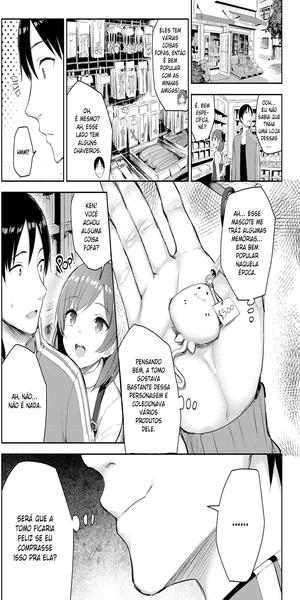 OOH...
EU NÃO
SABIA QUE
TINHA UMA
LOJA
DESSAS...
É. BEM
ESPE-
CÍFICA,
NÉ?
ELES TEM
VÁRIAS
COISAS
FOFAS, ENTÃO
É BEM
POPULAR
COM AS
MINHAS
AMIGAS!
OH,
É MESMO?
AH, ESSE
LADO TEM
ALGUNS
CHAVEIROS.
HMM?
AH... ESSE
MASCOTE ME
TRÁZ ALGUMAS
MEMÓRIAS...
ERA BEM
POPULAR
NAQUELA
ÉPOCA.
¥500
KEN!
VOCÊ
ACHOU
ALGUMA
COISA
FOFA?
POP!
PENSANDO
BEM, A TOMO
GOSTAVA
BASTANTE DESSA
PERSONAGEM E
COLECIONAVA
VÁRIOS
PRODUTOS
DELE.
AH, NÃO...
NÃO É NADA.
......
SERÁ QUE A
TOMO FICARIA
FELIZ SE EU
COMPRASSE
ISSO PRA ELA?